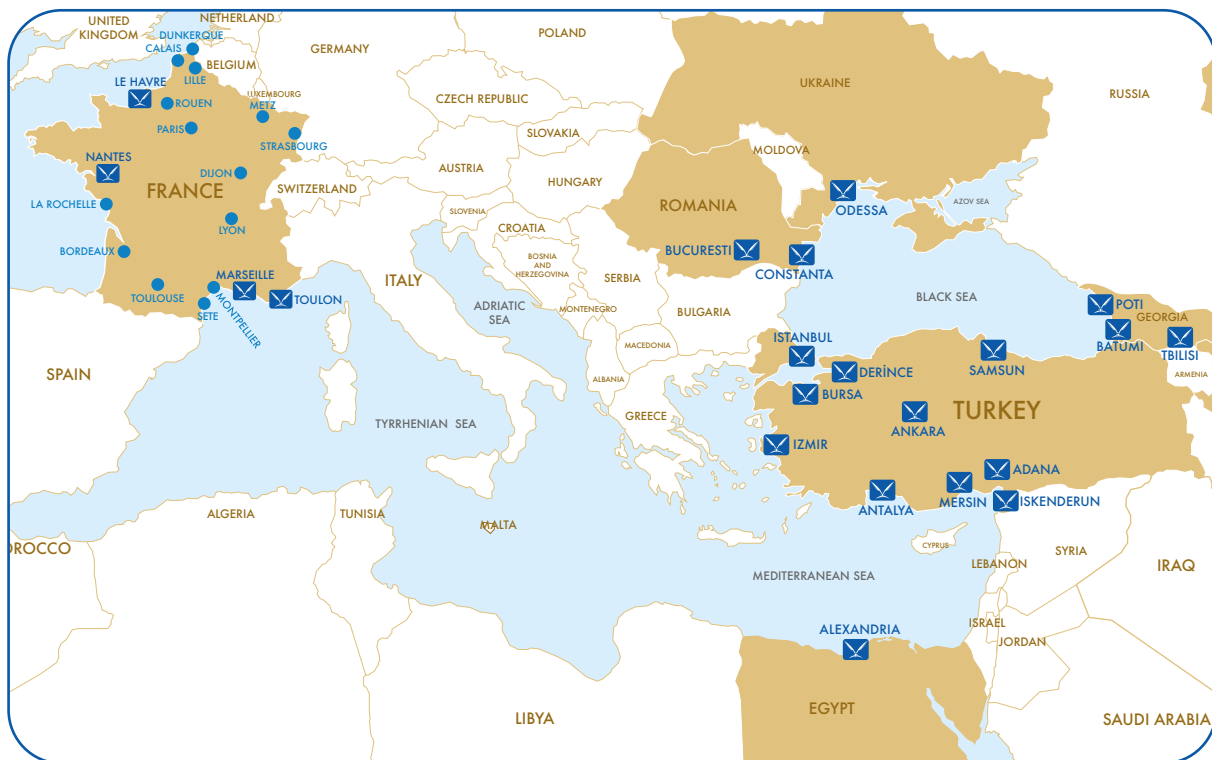 UNITED
KINGDOM
NETHERLAND
DUNKERQUE
CALAIS
BELGIUM
LILLE
GERMANY
POLAND
LE HAVRE
ROUEN
LUXEMBOURG
METZ
PARIS
STRASBOURG
CZECH REPUBLIC
SLOVAKIA
UKRAINE
RUSSIA
MOLDOVA
NANTES
FRANCE
DIJON
SWITZERLAND
AUSTRIA
HUNGARY
LA ROCHELLE
LYON
SLOVENIA
CROATIA
ROMANIA
ODESSA
AZOV SEA
BORDEAUX
BOSNIA
AND
HERZEGOVINA
BUCURESTI
CONSTANTA
MARSEILLE
TOULOUSE
TOULON
SETE
MONTPELLIER
ITALY
ADRIATIC
SEA
SERBIA
MONTENEGRO
BULGARIA
BLACK SEA
POTI
GEORGIA
BATUMI
TBILISI
ARMENIA
MACEDONIA
ISTANBUL
DERİNCE
SAMSUN
SPAIN
ALBANIA
BURSA
TURKEY
TYRRHENIAN SEA
GREECE
ANKARA
IZMIR
ADANA
ANTALYA
MERSIN
ISKENDERUN
ALGERIA
TUNISIA
MALTA
OROCCO
CYPRUS
SYRIA
LEBANON
IRAQ
MEDITERRANEAN SEA
ISRAEL
JORDAN
ALEXANDRIA
EGYPT
LIBYA
SAUDI ARABIA